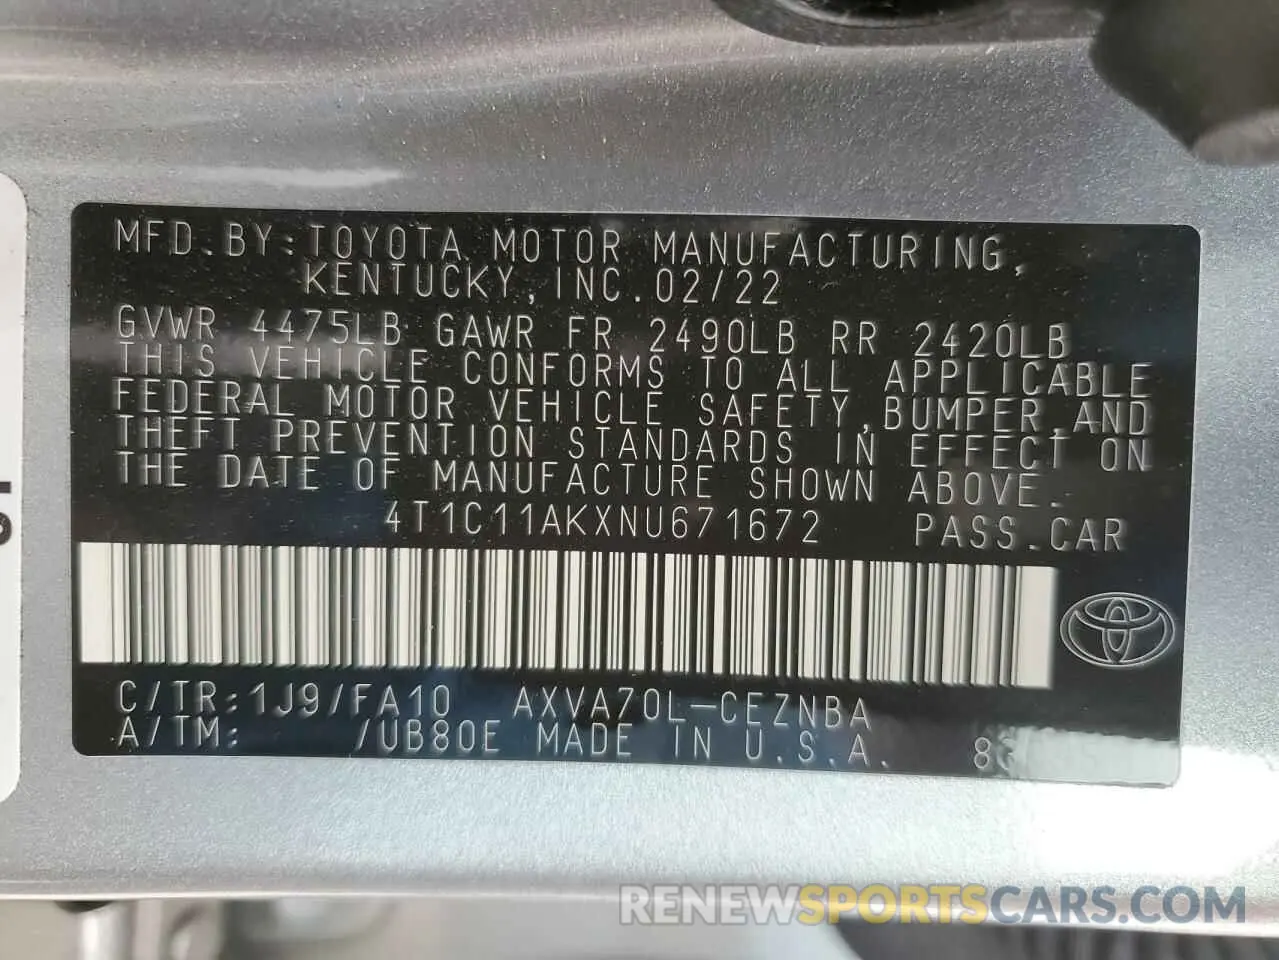 MFD.BY:TOYOTA MOTOR MANUFACTURING,
KENTUCKY,INC.02/22
GVWR 4475LB GAWR FR 2490LB RR 2420LB
THIS VEHICLE CONFORMS TO ALL APPLICABLE
FEDERAL MOTOR VEHICLE SAFETY,BUMPER,AND
THEFT PREVENTION STANDARDS IN EFFECT ON
THE DATE OF MANUFACTURE SHOWN ABOVE.
4T1C11AKXNU671672 PASS.CAR
C/TR:1J9/FA10 AXVA70L-CEZNBA
A/TM: /UB80E MADE IN U.S.A.
RENEWSPORTSCARS.COM